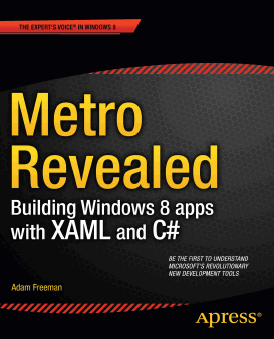 THE EXPERT'S VOICE® IN WINDOWS 8
Metro
Revealed
Building Windows 8 apps
with XAML and C#
BE THE FIRST TO UNDERSTAND
MICROSOFT'S REVOLUTIONARY
NEW DEVELOPMENT TOOLS
Adam Freeman
Apress®